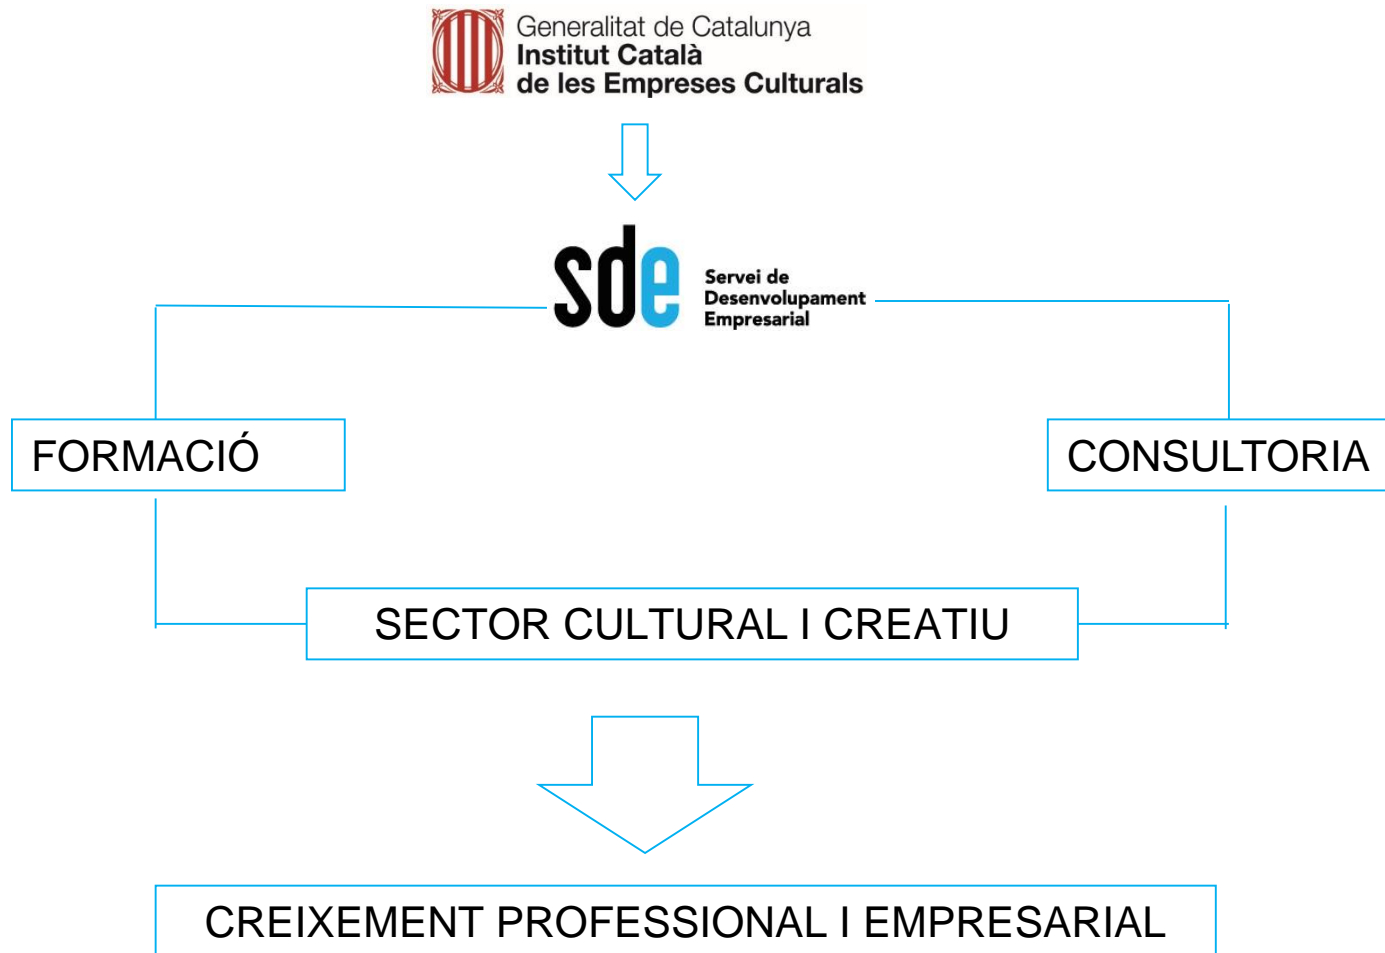 Generalitat de Catalunya
Institut Català
de les Empreses Culturals
sde
Servei de
Desenvolupament
Empresarial
FORMACIÓ
CONSULTORIA
SECTOR CULTURAL I CREATIU
CREIXEMENT PROFESSIONAL I EMPRESARIAL